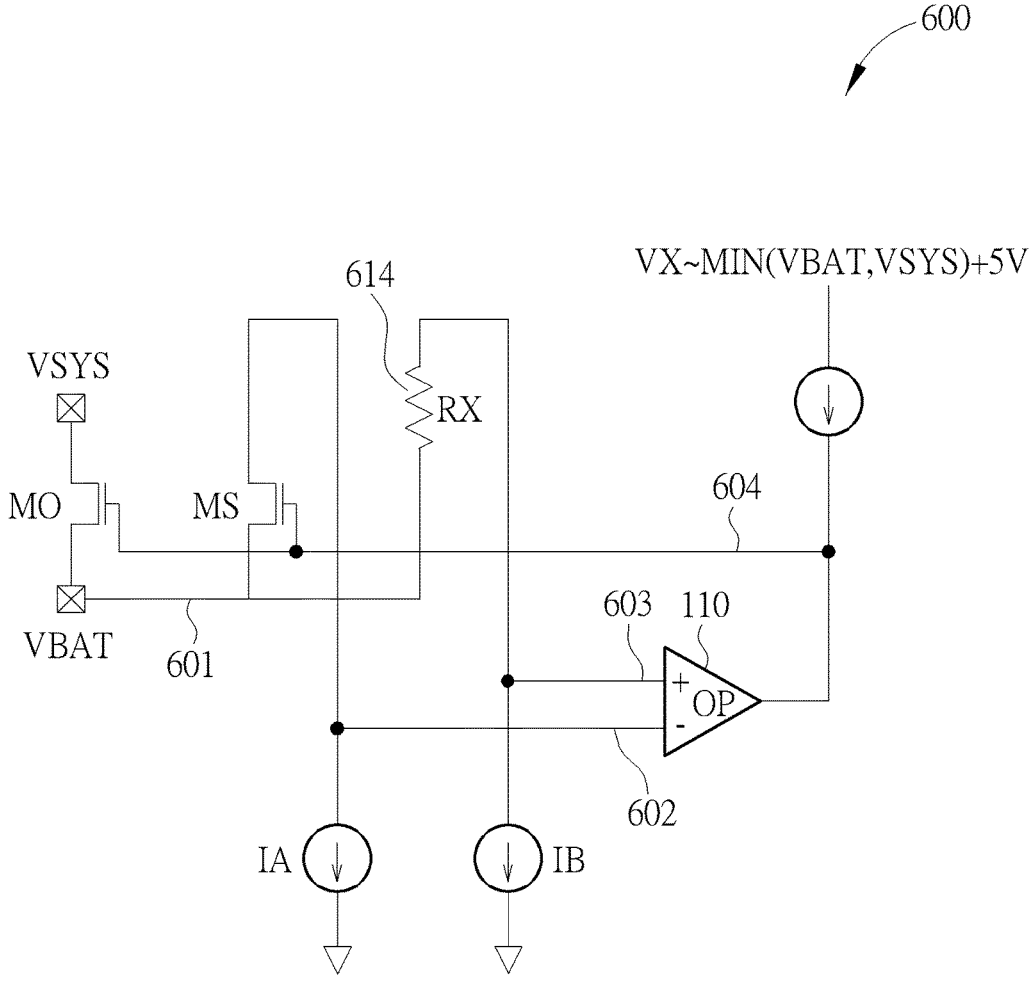 600
VX~MIN(VBAT,VSYS)+5V
614
VSYS
RX
MO
MS
604
601
VBAT
603
110
+
OP
-
602
IA
IB